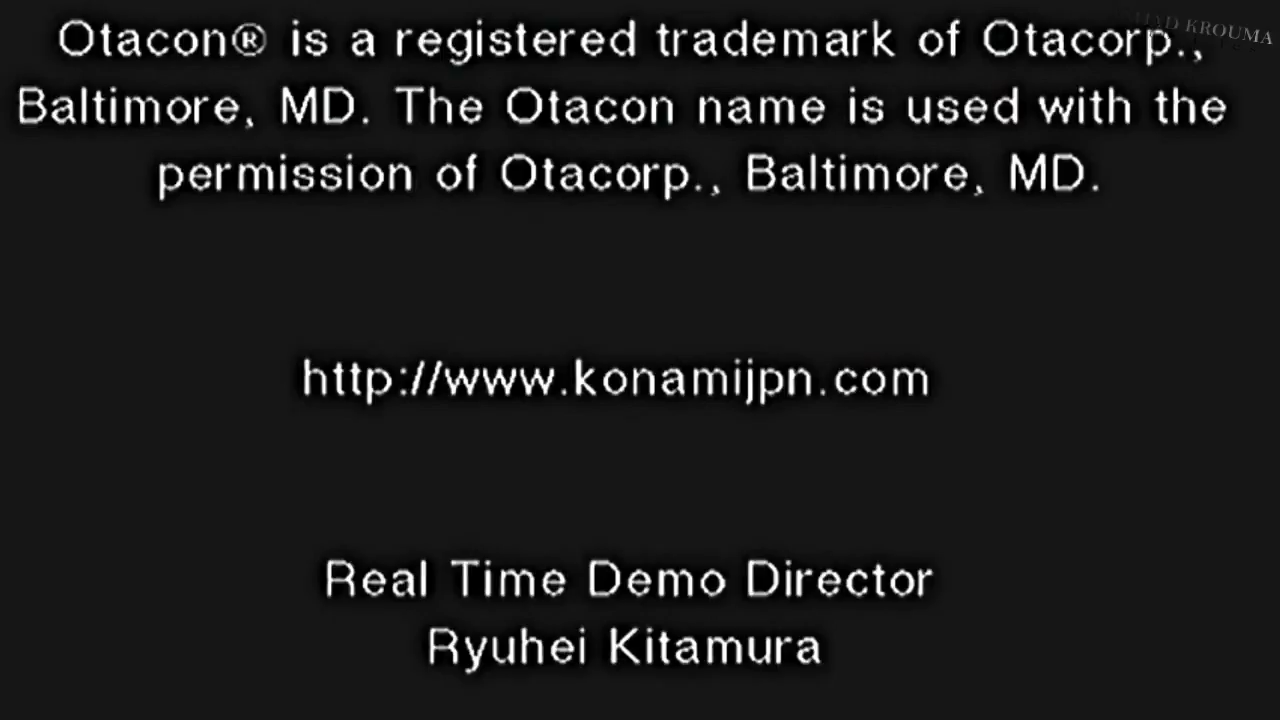 Otacon® is a registered trademark of Otacorp.,
Baltimore, MD. The Otacon name is used with the
permission of Otacorp., Baltimore, MD.
http://www.konamijpn.com
Real Time Demo Director
Ryuhei Kitamura
KROUMA